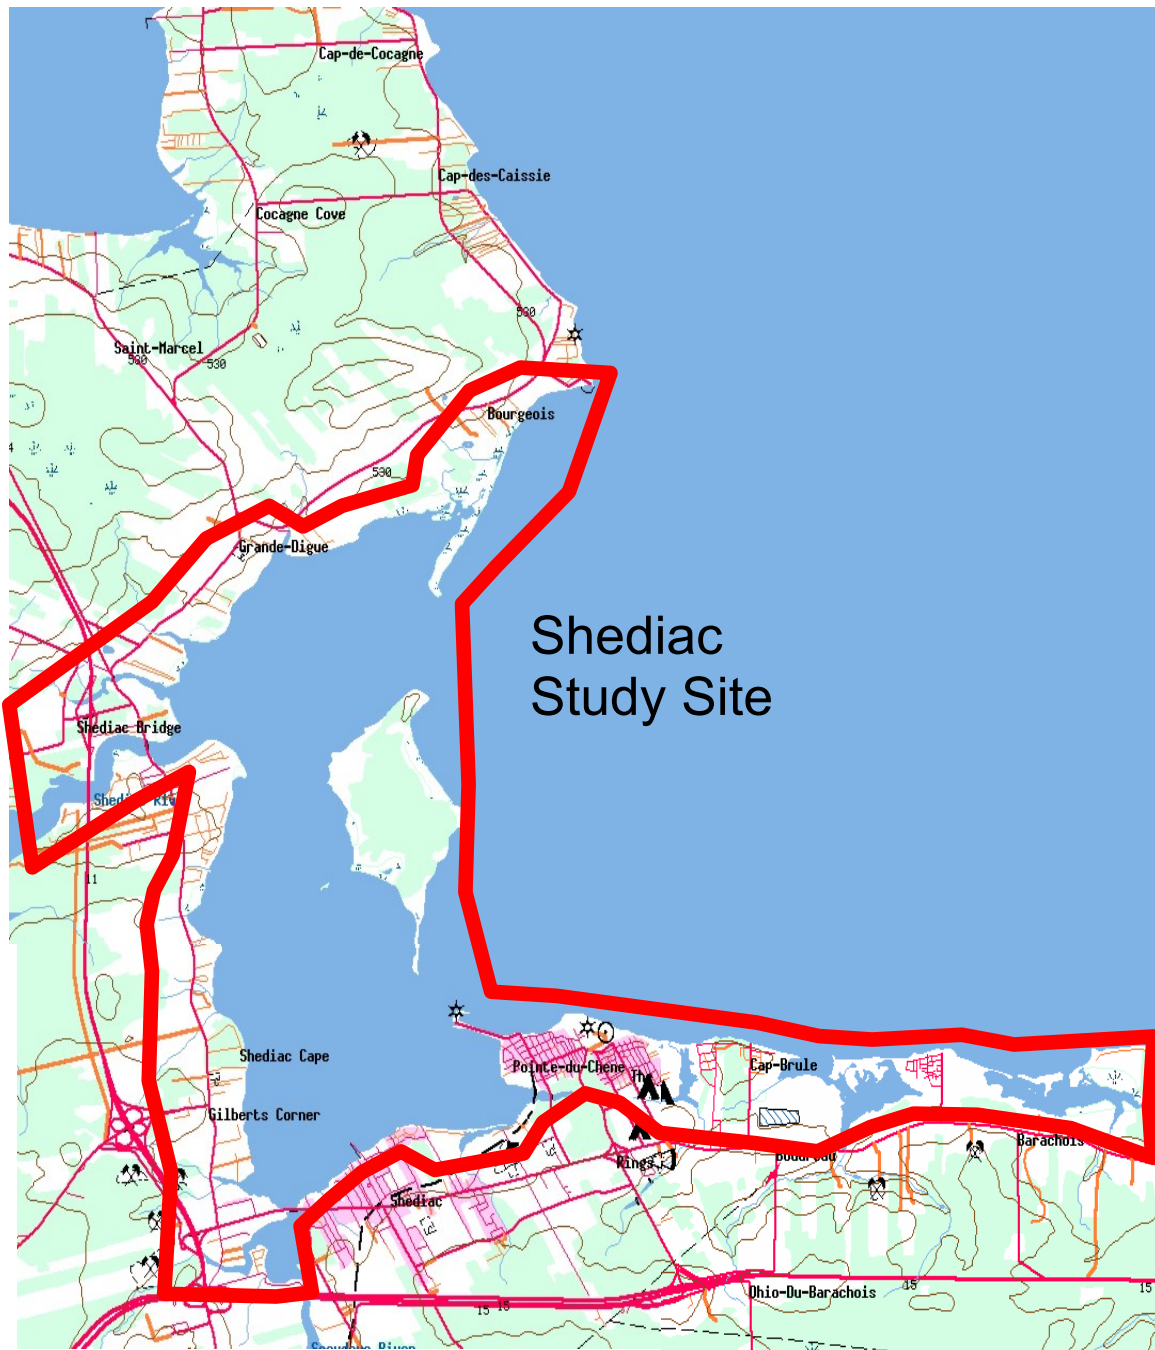 Cap-de-Cocagne
Cap-des-Caissie
Cocagne Cove
530
Saint-Marcel
530
530
Bourgeois
530
Grande-Digue
Shediac
Study Site
Shediac Bridge
11
Shediac Cape
Pointe-du-Chene
Cap-Brule
Gilberts Corner
Barachois
Shediac
Ohio-Du-Barachois
15
15
15 15